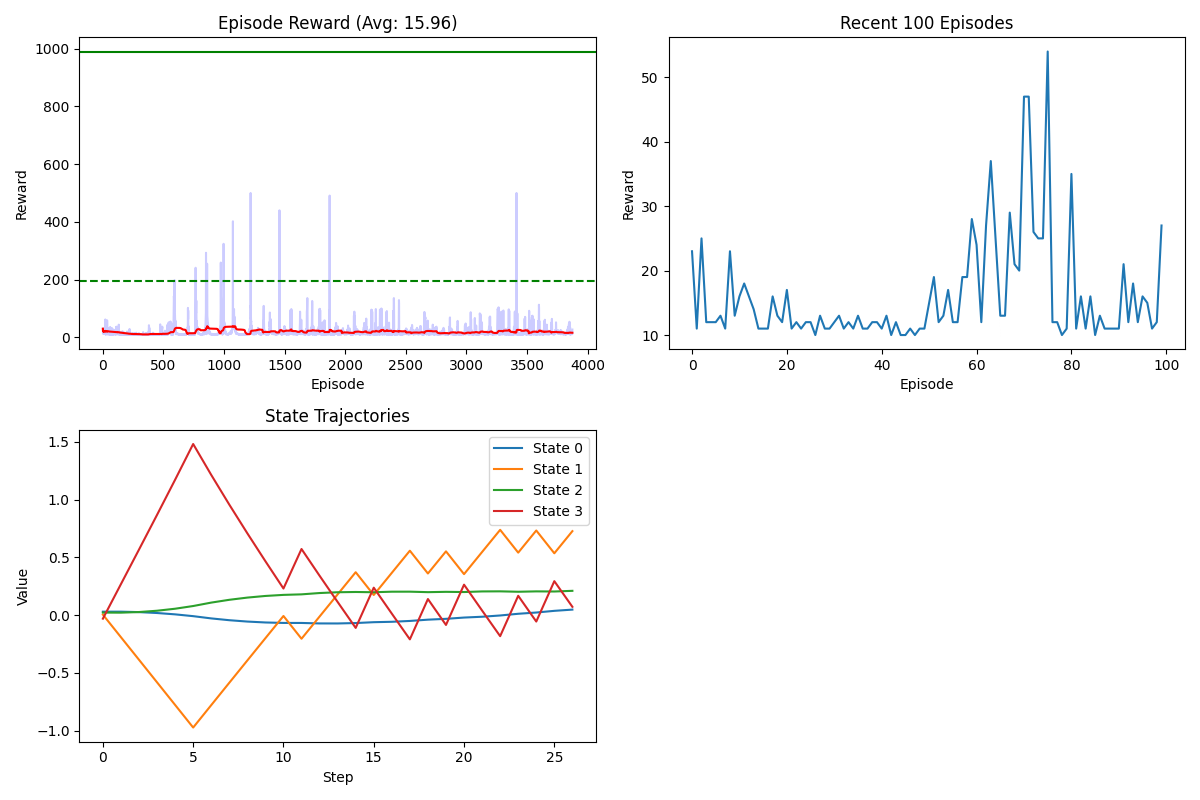 Episode Reward (Avg: 15.96)
1000
800
600
400
200
0
Reward
0
500
1000
1500
2000
2500
3000
3500
4000
Episode
Recent 100 Episodes
50
40
30
20
10
Reward
0
20
40
60
80
100
Episode
State Trajectories
1.5
1.0
0.5
0.0
−0.5
−1.0
Value
State 0
State 1
State 2
State 3
0
5
10
15
20
25
Step